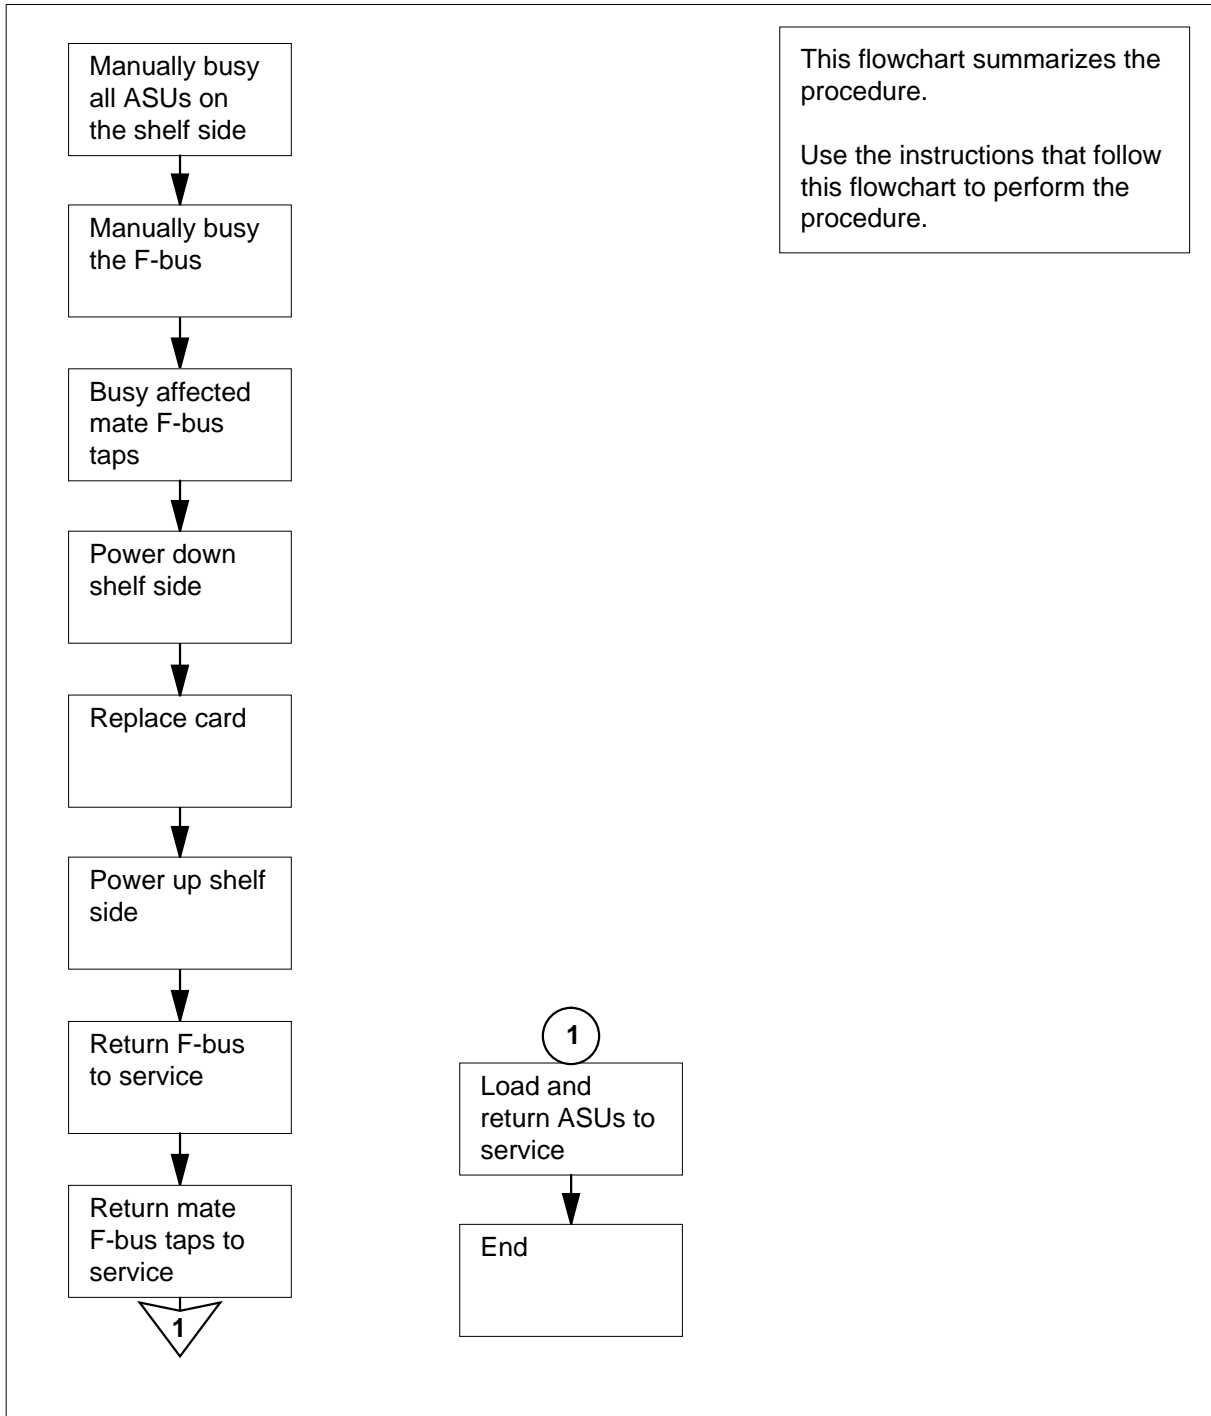 Manually busy
all ASUs on
the shelf side
Manually busy
the F-bus
Busy affected
mate F-bus
taps
Power down
shelf side
Replace card
Power up shelf
side
Return F-bus
to service
Return mate
F-bus taps to
service
1
1
Load and
return ASUs to
service
End
This flowchart summarizes the
procedure.
Use the instructions that follow
this flowchart to perform the
procedure.